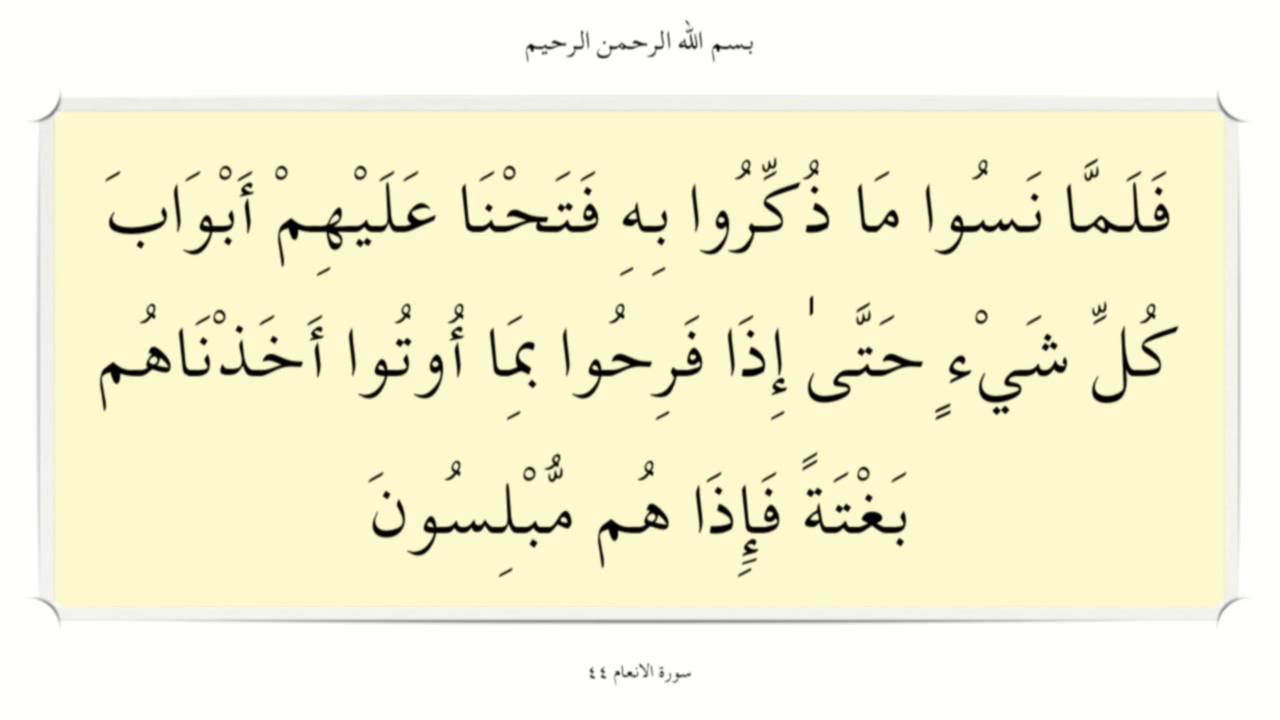 بسم الله الرحمن الرحيم
فَلَمَّا نَسُوا مَا ذُكِّرُوا بِهِ فَتَحْنَا عَلَيْهِمْ أَبْوَابَ
كُلِّ شَيْءٍ حَتَّىٰ إِذَا فَرِحُوا بِمَا أُوتُوا أَخَذْنَاهُم
بَغْتَةً فَإِذَا هُم مُّبْلِسُونَ
سورة الانعام ٤٤